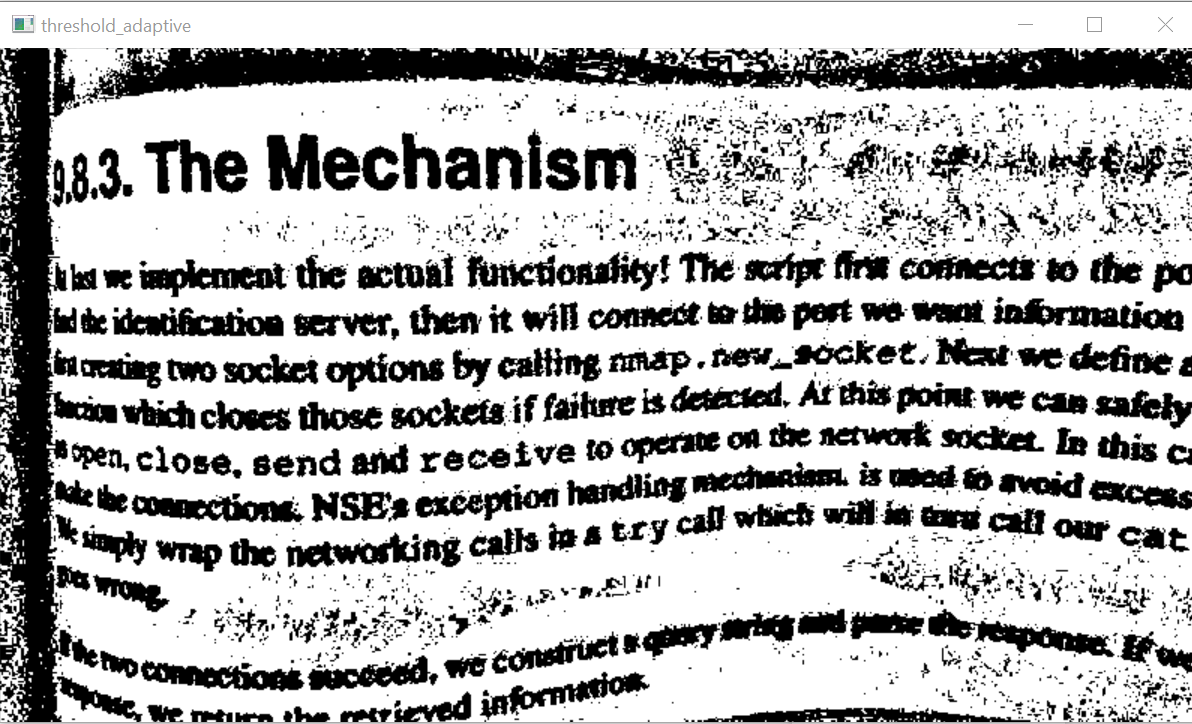 threshold_adaptive
9.8.3. The Mechanism
At last we implement the actual functionality! The script first connects to the po
find the identification server, then it will connect to the port we want information
first creating two socket options by calling nmap.new_socket. Next we define a
function which closes those sockets if failure is detected. At this point we can safely
is open, close, send and receive to operate on the network socket. In this ca
make the connections. NSE's exception handling mechanism. is used to avoid excess
We simply wrap the networking calls in a try call which will in turn call our cat
goes wrong.
If the two connections succeed, we construct a query string and parse the response. If we
response, we return the retrieved information.